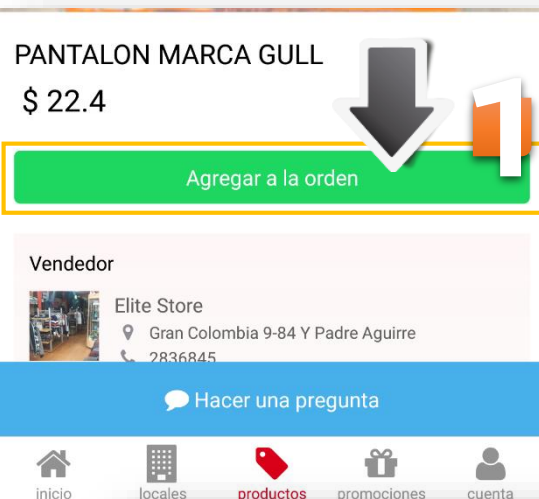 PANTALON MARCA GULL
$ 22.4
1
Agregar a la orden
Vendedor
Elite Store
Gran Colombia 9-84 Y Padre Aguirre
2836845
Hacer una pregunta
inicio locales productos promociones cuenta